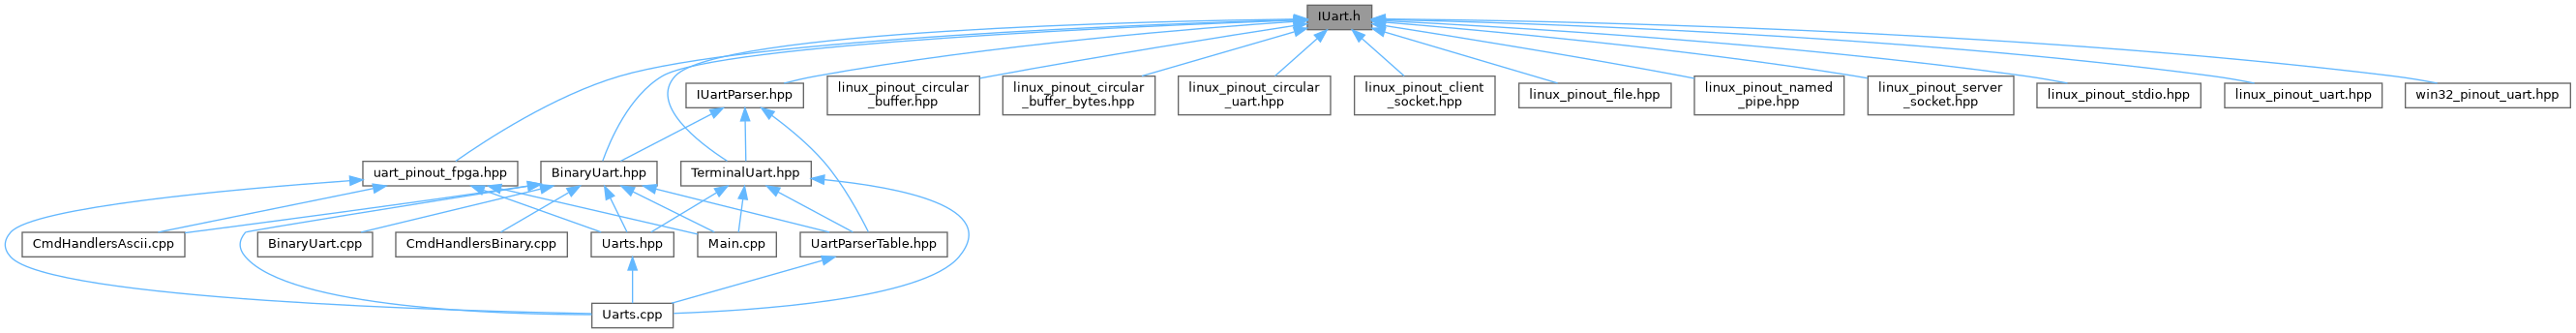 IUart.h
IUartParser.hpp
linux_pinout_circular
_buffer.hpp
linux_pinout_circular
_buffer_bytes.hpp
linux_pinout_circular
_uart.hpp
linux_pinout_client
_socket.hpp
linux_pinout_file.hpp
linux_pinout_named
_pipe.hpp
linux_pinout_server
_socket.hpp
linux_pinout_stdio.hpp
linux_pinout_uart.hpp
win32_pinout_uart.hpp
uart_pinout_fpga.hpp
BinaryUart.hpp
TerminalUart.hpp
CmdHandlersAscii.cpp
BinaryUart.cpp
CmdHandlersBinary.cpp
Uarts.hpp
Main.cpp
UartParserTable.hpp
Uarts.cpp